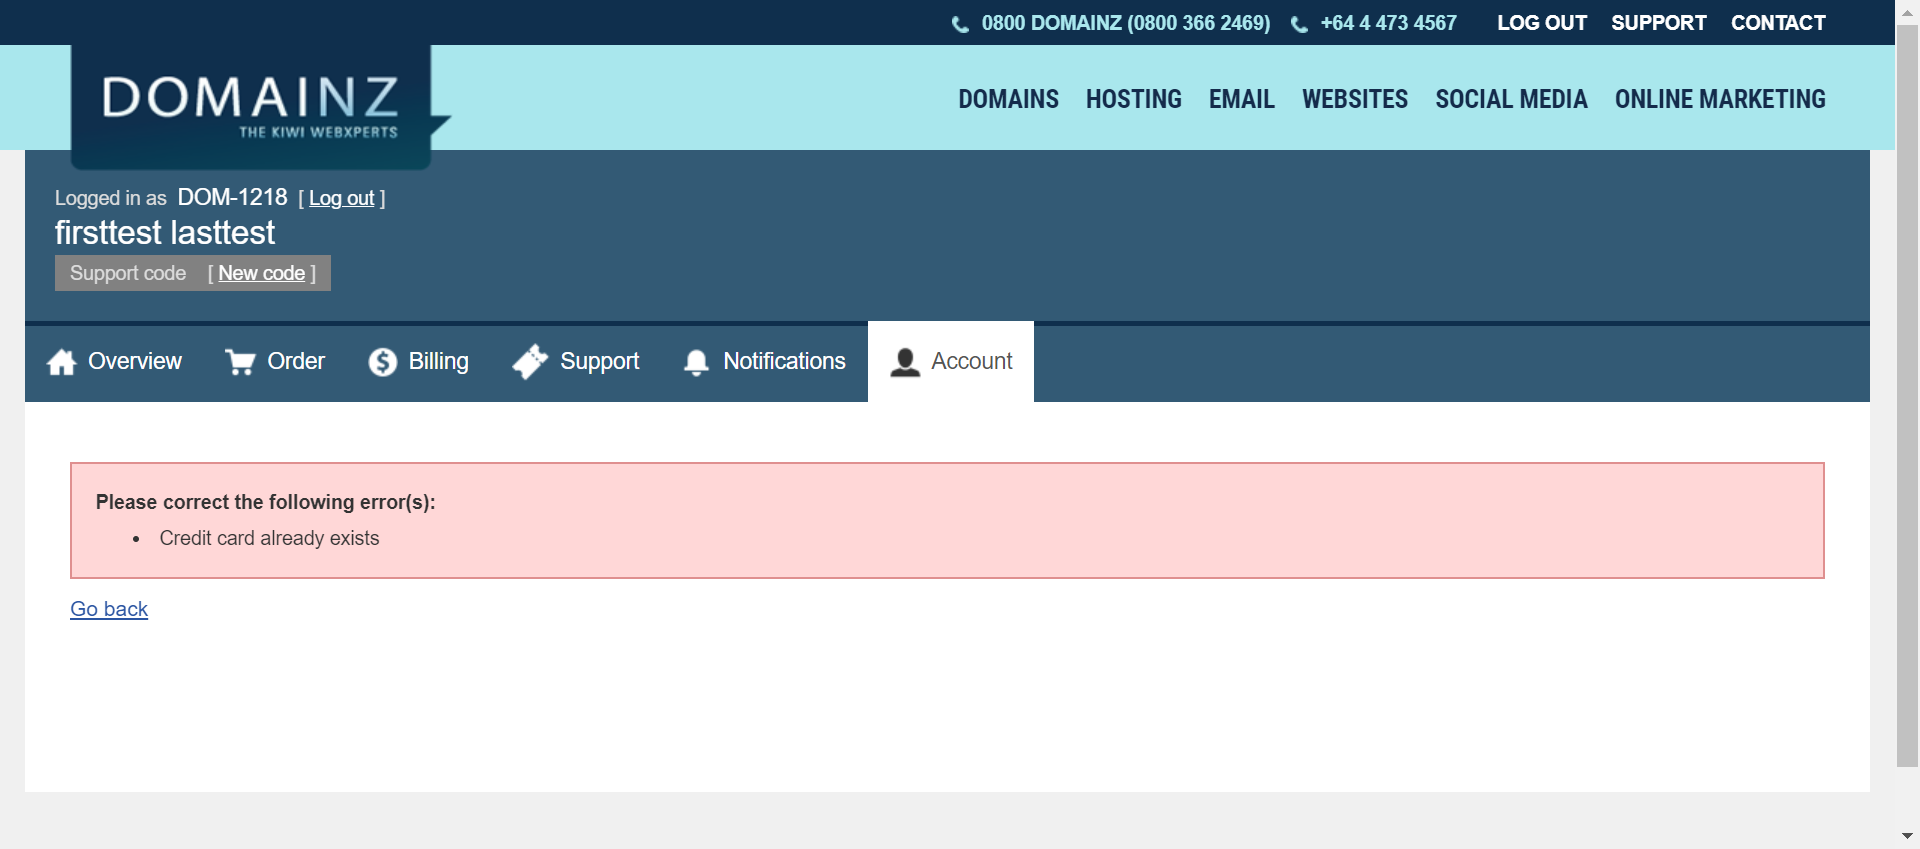 0800 DOMAINZ (0800 366 2469) +64 4 473 4567 LOG OUT SUPPORT CONTACT
DOMAINZ
THE KIWI WEBXPERTS
DOMAINS HOSTING EMAIL WEBSITES SOCIAL MEDIA ONLINE MARKETING
Logged in as DOM-1218 [ Log out ]
firsttest lasttest
Support code [ New code ]
Overview Order Billing Support Notifications Account
Please correct the following error(s):
• Credit card already exists
Go back